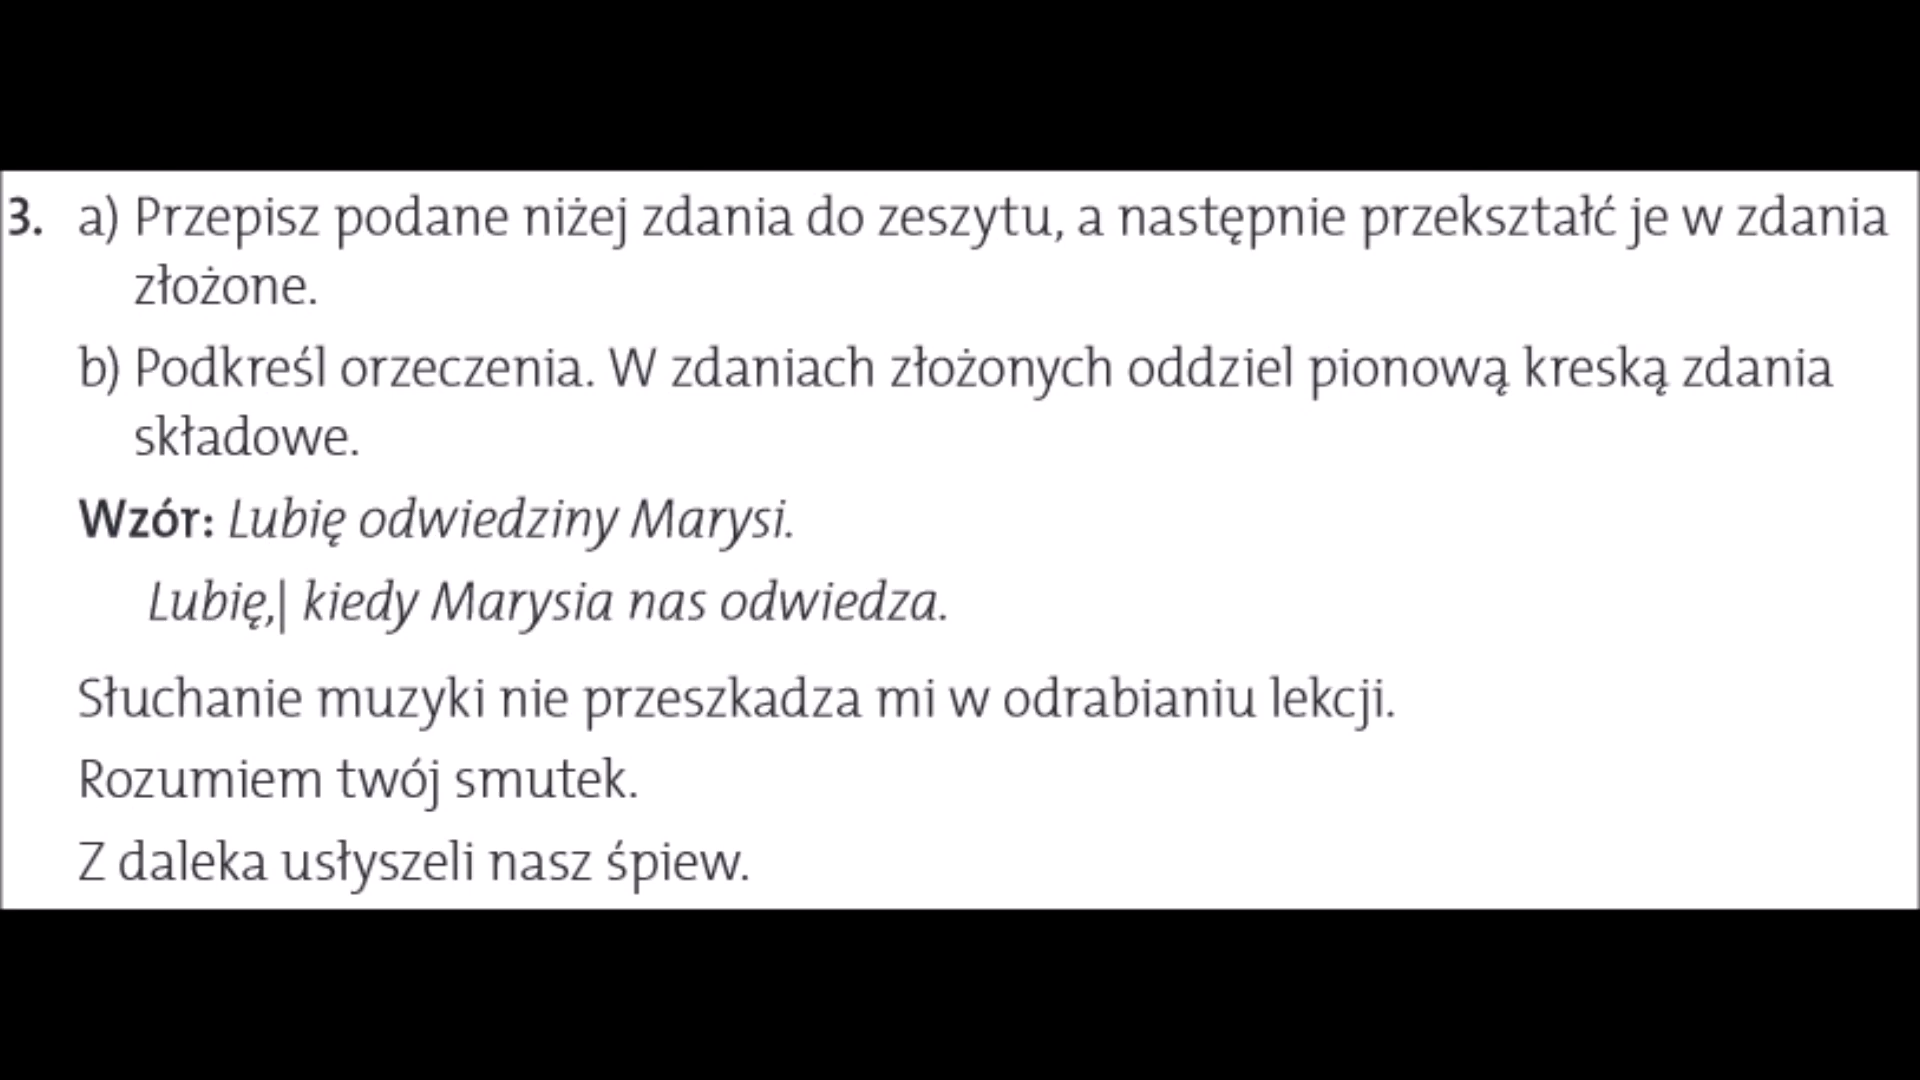 3. a) Przepisz podane niżej zdania do zeszytu, a następnie przekształć je w zdania
złożone.
b) Podkreśl orzeczenia. W zdaniach złożonych oddziel pionową kreską zdania
składowe.
Wzór: Lubię odwiedziny Marysi.
Lubię,| kiedy Marysia nas odwiedza.
Słuchanie muzyki nie przeszkadza mi w odrabianiu lekcji.
Rozumiem twój smutek.
Z daleka usłyszeli nasz śpiew.